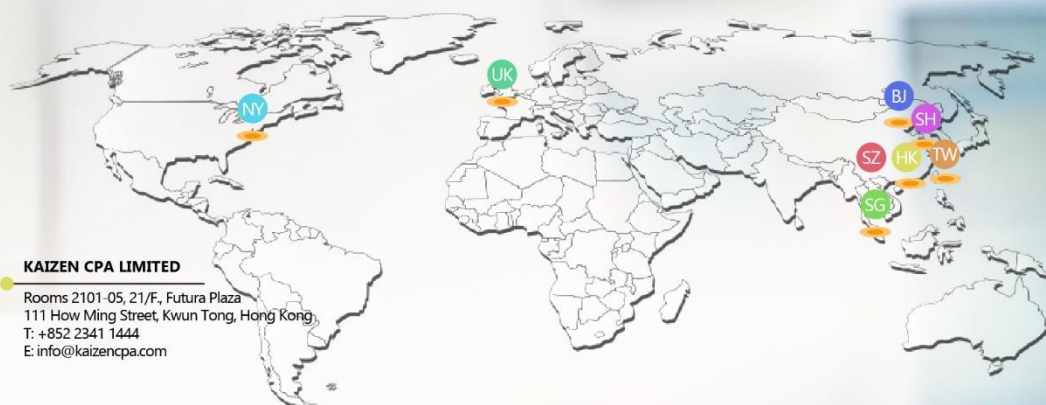 UK
NY
BJ
SH
SZ
HK
TW
SG
KAIZEN CPA LIMITED
Rooms 2101-05, 21/F., Futura Plaza
111 How Ming Street, Kwun Tong, Hong Kong
T: +852 2341 1444
E: info@kaizencpa.com